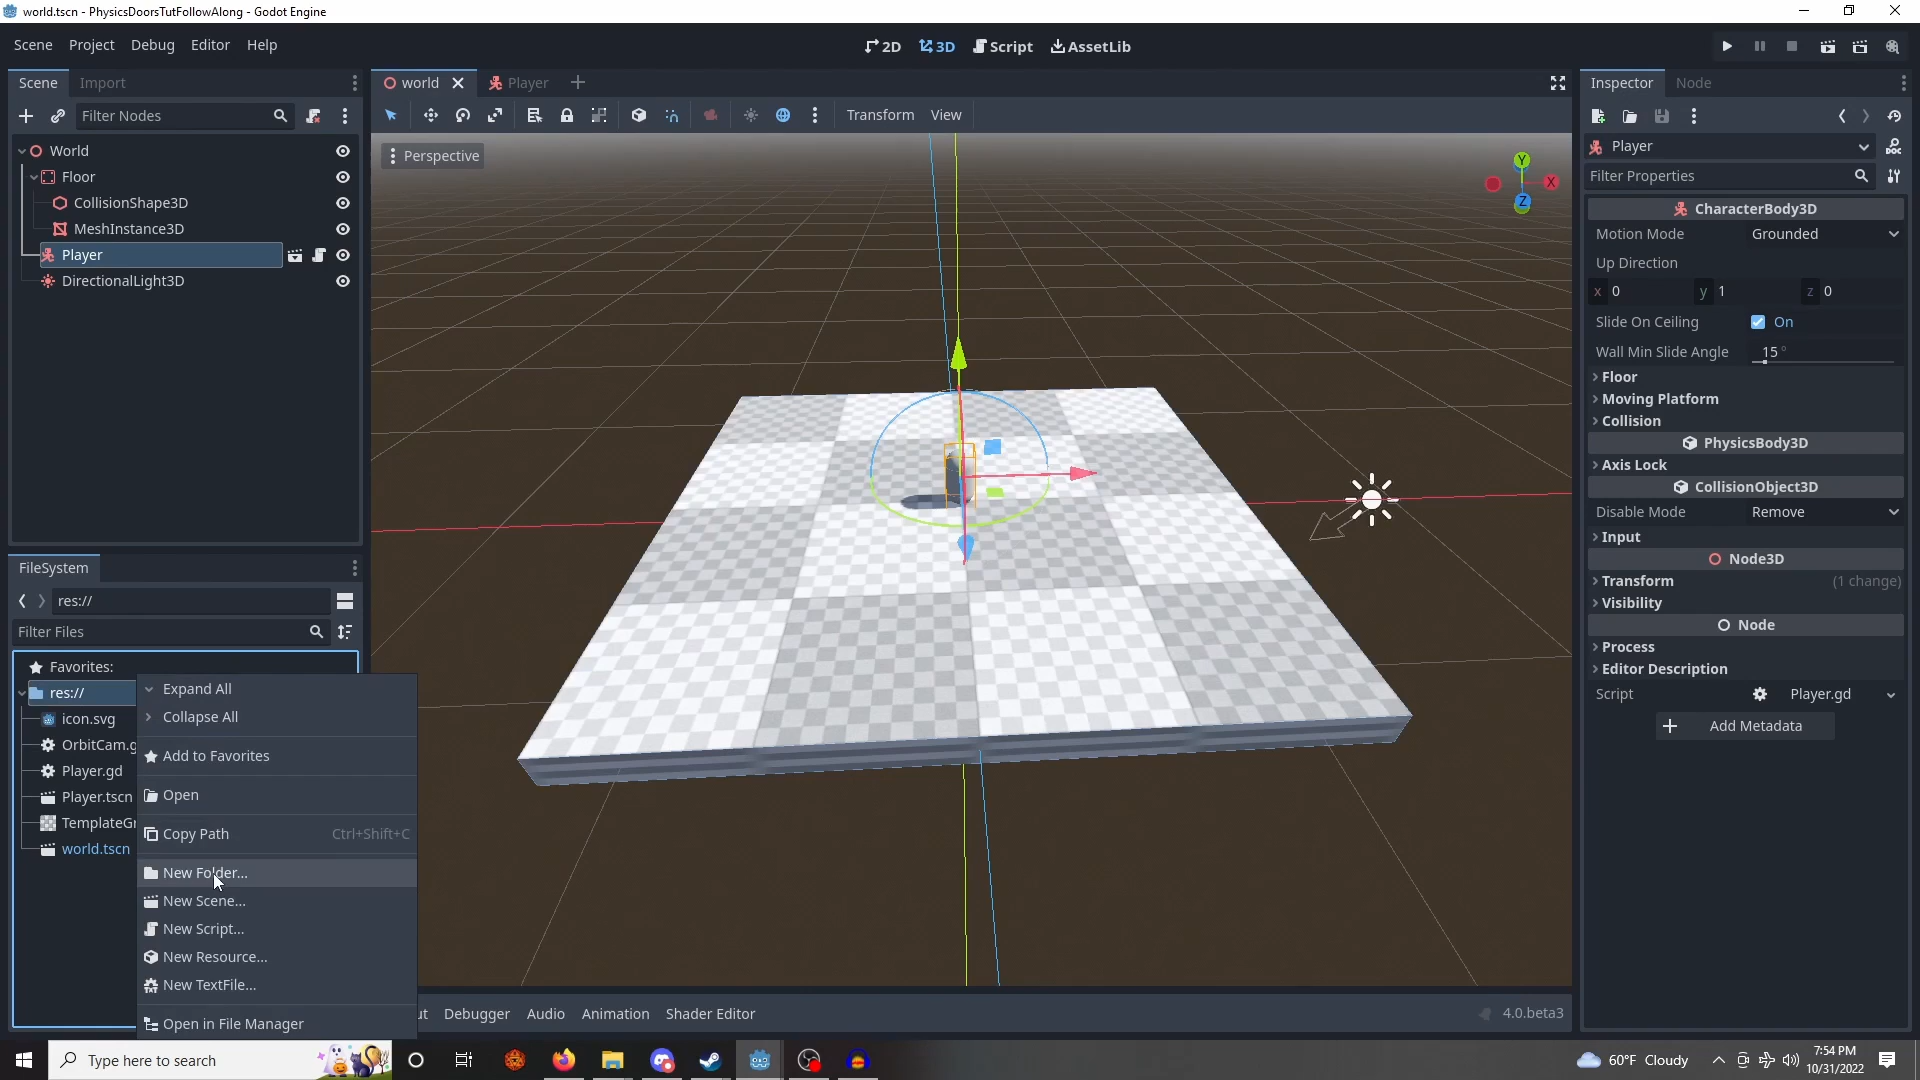 world.tscn - PhysicsDoorsTutFollowAlong - Godot Engine
Scene Project Debug Editor Help
2D 3D Script AssetLib
Scene Import
world Player
Inspector Node
Filter Nodes
Transform View
Perspective
World
Floor
CollisionShape3D
MeshInstance3D
Player
DirectionalLight3D
Y
X
Z
Player
Filter Properties
CharacterBody3D
Motion Mode Grounded
Up Direction
x 0 y 1 z 0
Slide On Ceiling On
Wall Min Slide Angle 15 °
Floor
Moving Platform
Collision
PhysicsBody3D
Axis Lock
CollisionObject3D
Disable Mode Remove
Input
Node3D
Transform (1 change)
Visibility
Node
Process
Editor Description
Script Player.gd
Add Metadata
FileSystem
res://
Filter Files
Favorites:
res://
icon.svg
OrbitCam.g
Player.gd
Player.tscn
TemplateGr
world.tscn
Expand All
Collapse All
Add to Favorites
Open
Copy Path Ctrl+Shift+C
New Folder...
New Scene...
New Script...
New Resource...
New TextFile...
Open in File Manager
ut Debugger Audio Animation Shader Editor
4.0.beta3
Type here to search
60°F Cloudy
7:54 PM
10/31/2022